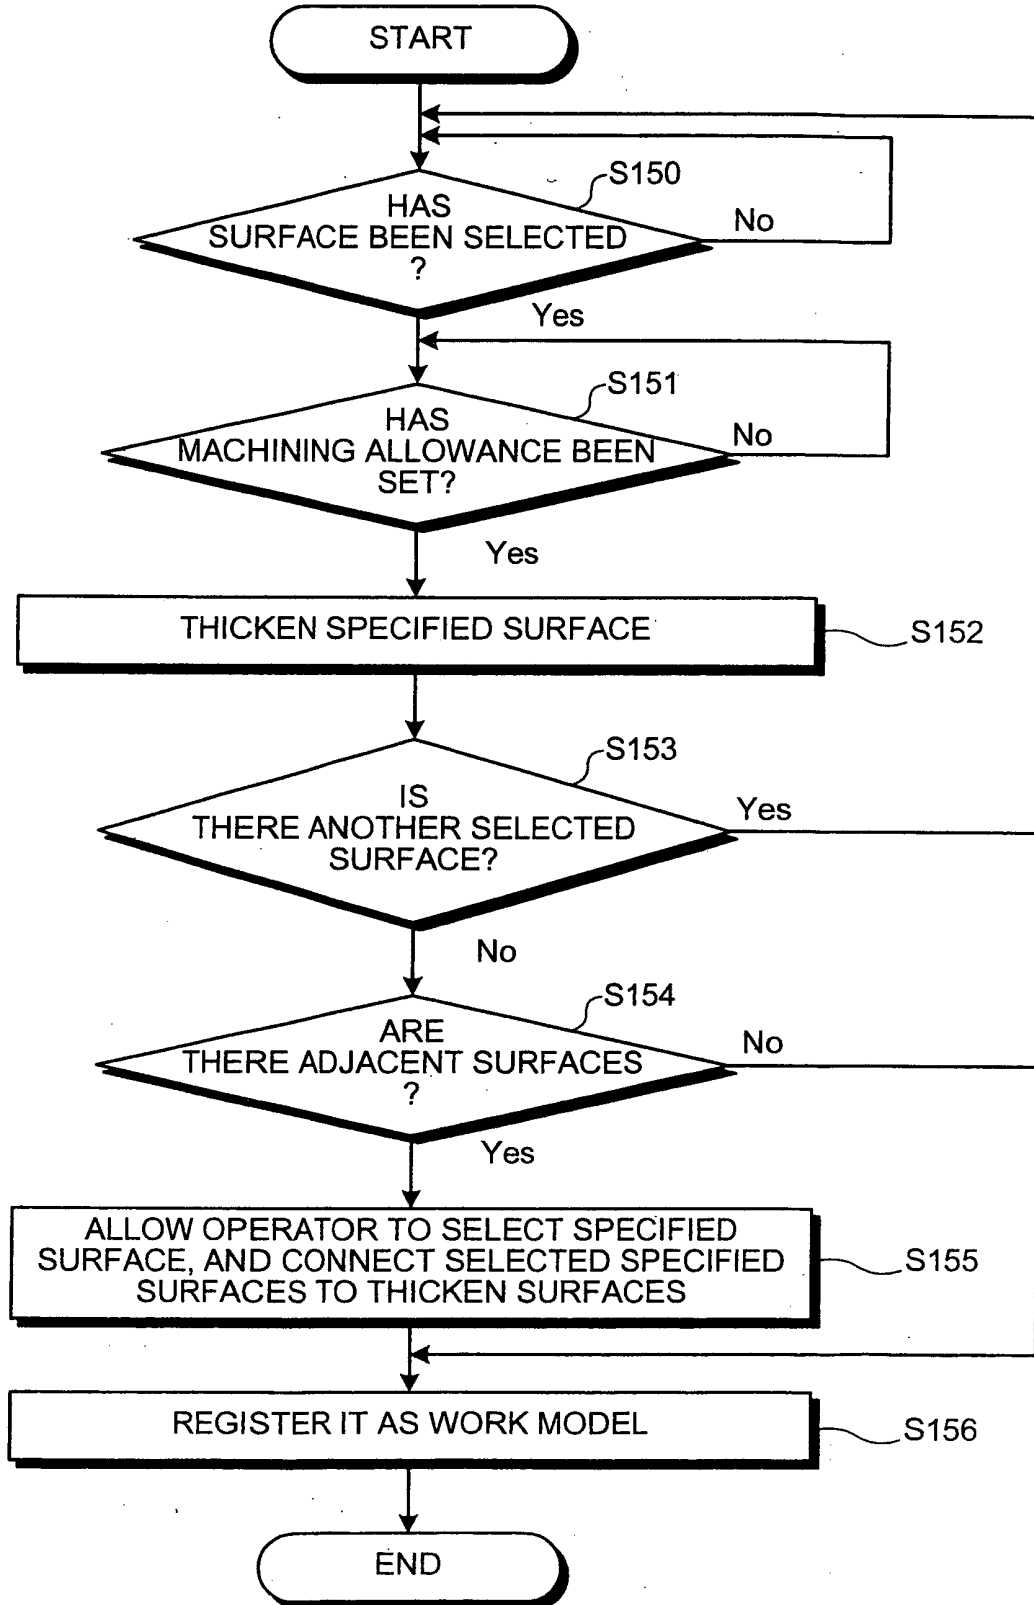 START
S150
HAS
SURFACE BEEN SELECTED
?
No
Yes
S151
HAS
MACHINING ALLOWANCE BEEN
SET?
No
Yes
THICKEN SPECIFIED SURFACE
S152
S153
IS
THERE ANOTHER SELECTED
SURFACE?
Yes
No
S154
ARE
THERE ADJACENT SURFACES
?
No
Yes
ALLOW OPERATOR TO SELECT SPECIFIED
SURFACE, AND CONNECT SELECTED SPECIFIED
SURFACES TO THICKEN SURFACES
S155
REGISTER IT AS WORK MODEL
S156
END